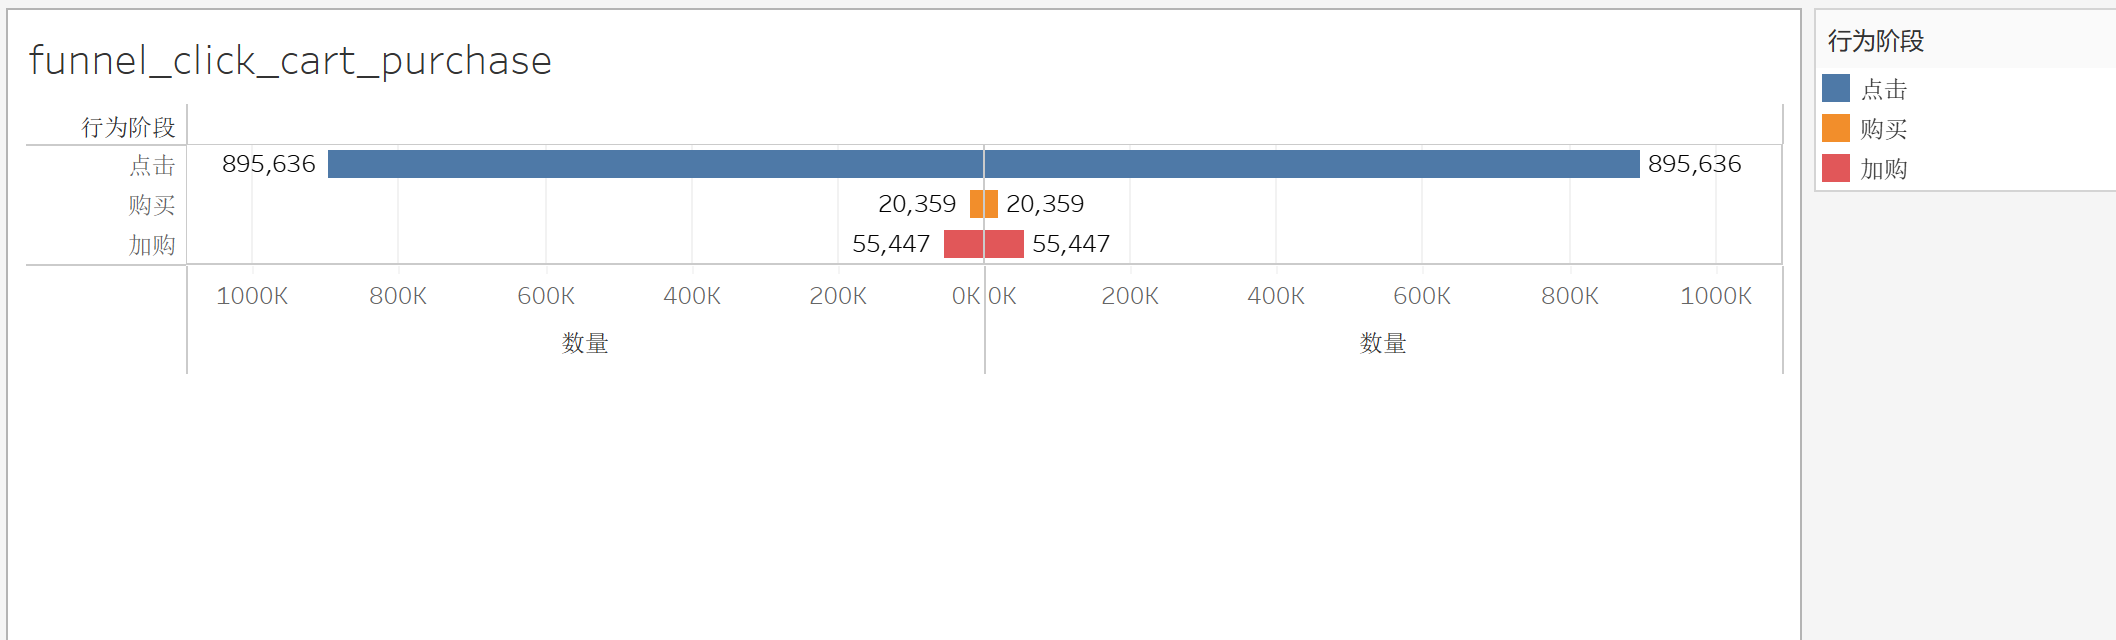 funnel_click_cart_purchase
行为阶段
点击 895,636 895,636
购买 20,359 20,359
加购 55,447 55,447
1000K 800K 600K 400K 200K 0K 0K 200K 400K 600K 800K 1000K
数量 数量
行为阶段
点击
购买
加购